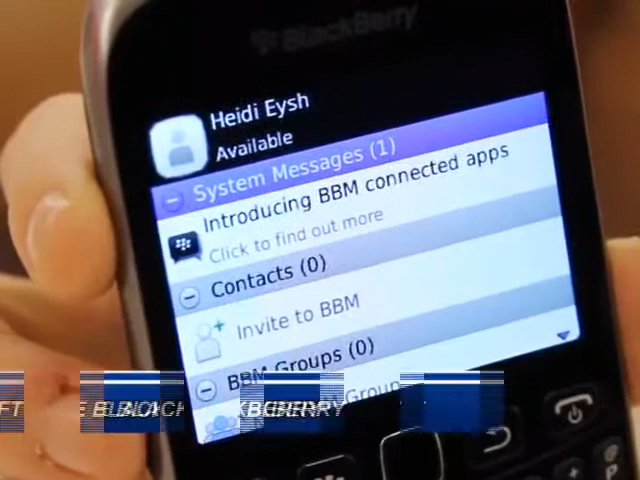 BlackBerry
Heidi Eysh
Available
System Messages (1)
Introducing BBM connected apps
Click to find out more
Contacts (0)
Invite to BBM
BBM Groups (0)
Group